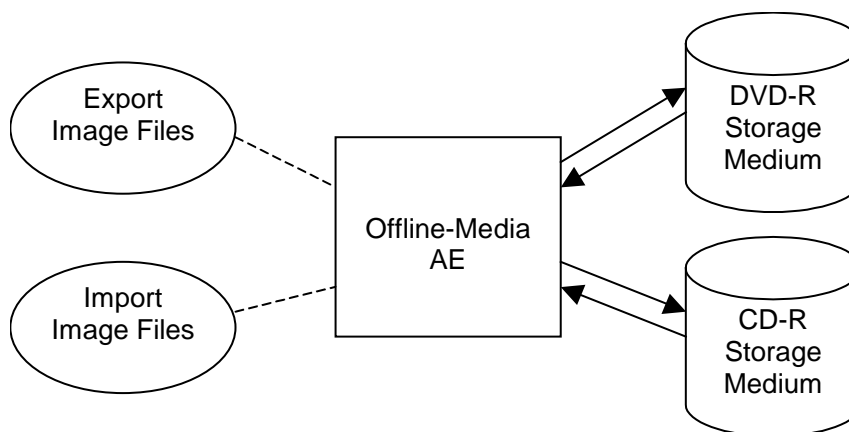 Export
Image Files
Import
Image Files
Offline-Media
AE
DVD-R
Storage
Medium
CD-R
Storage
Medium